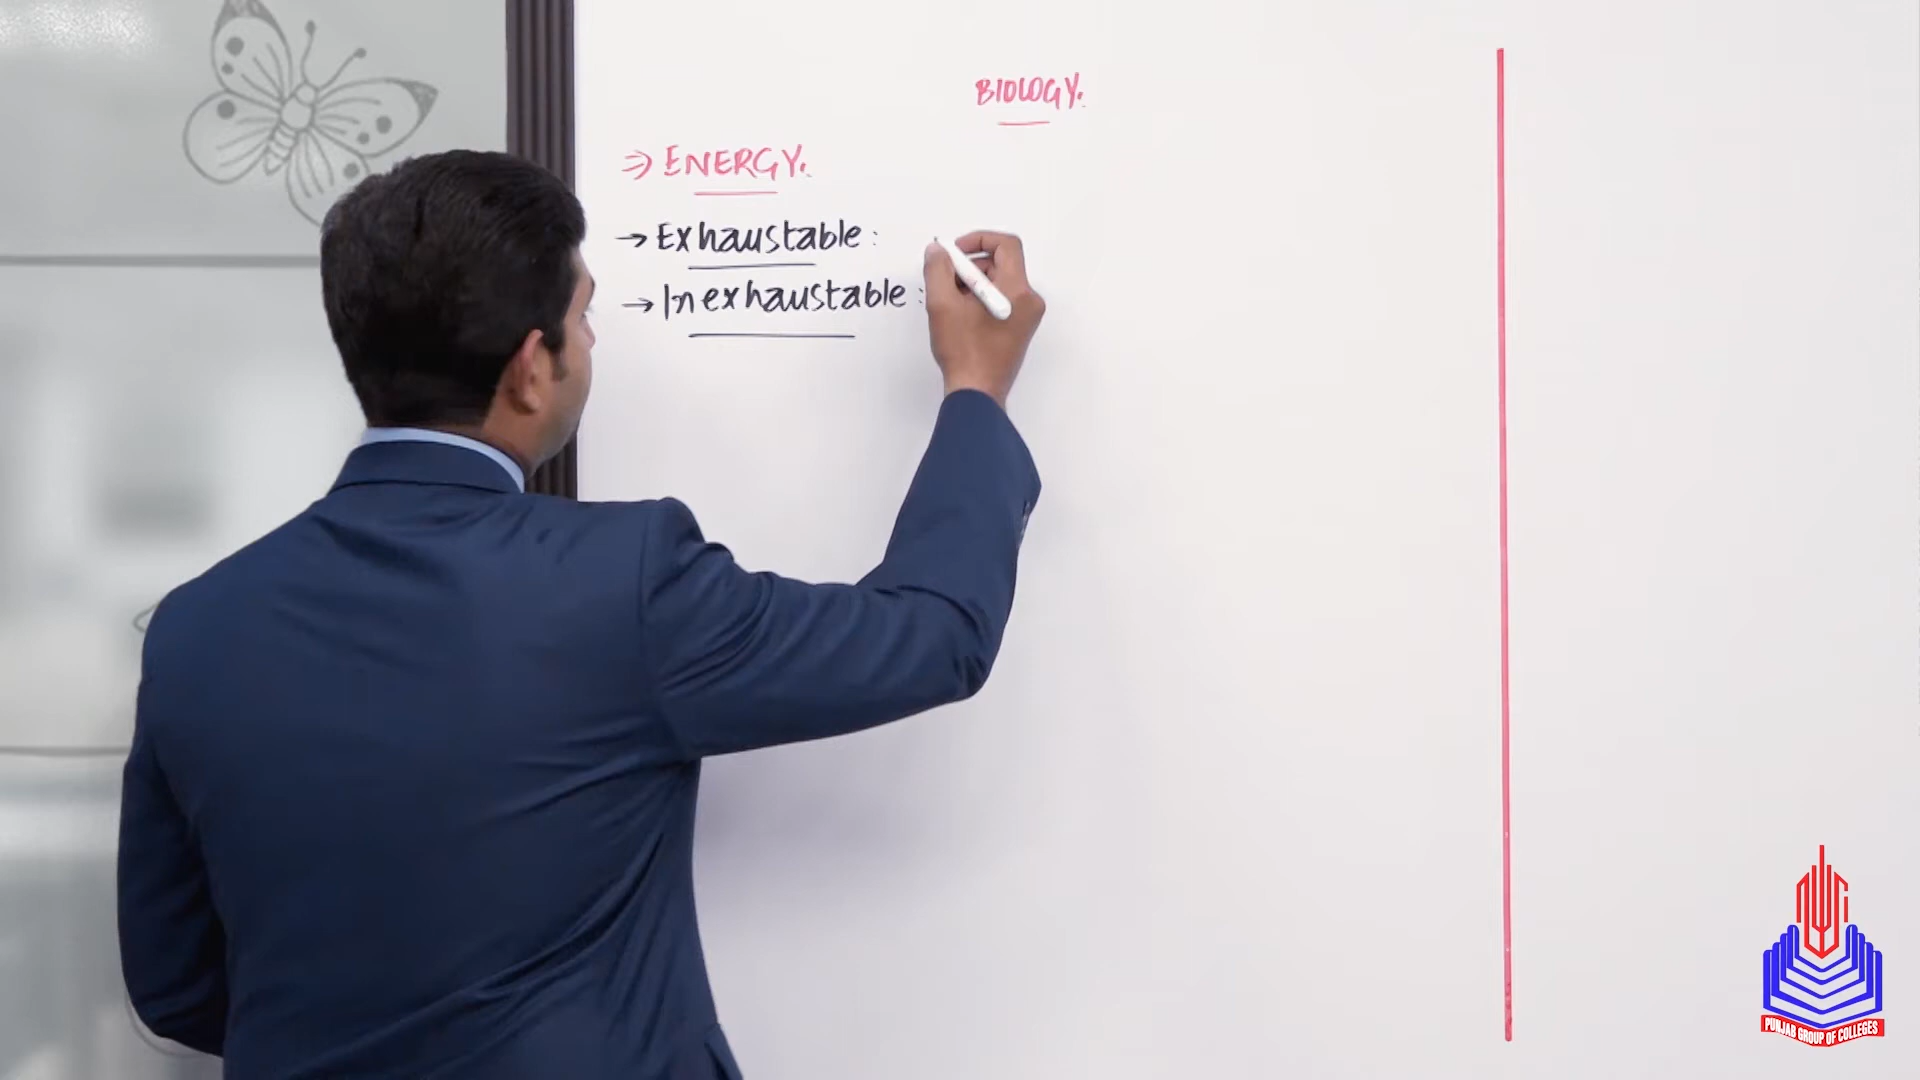 BIOLOGY.
⇒ ENERGY.
→ Exhaustable:
→ Inexhaustable:
PUNJAB GROUP OF COLLEGES